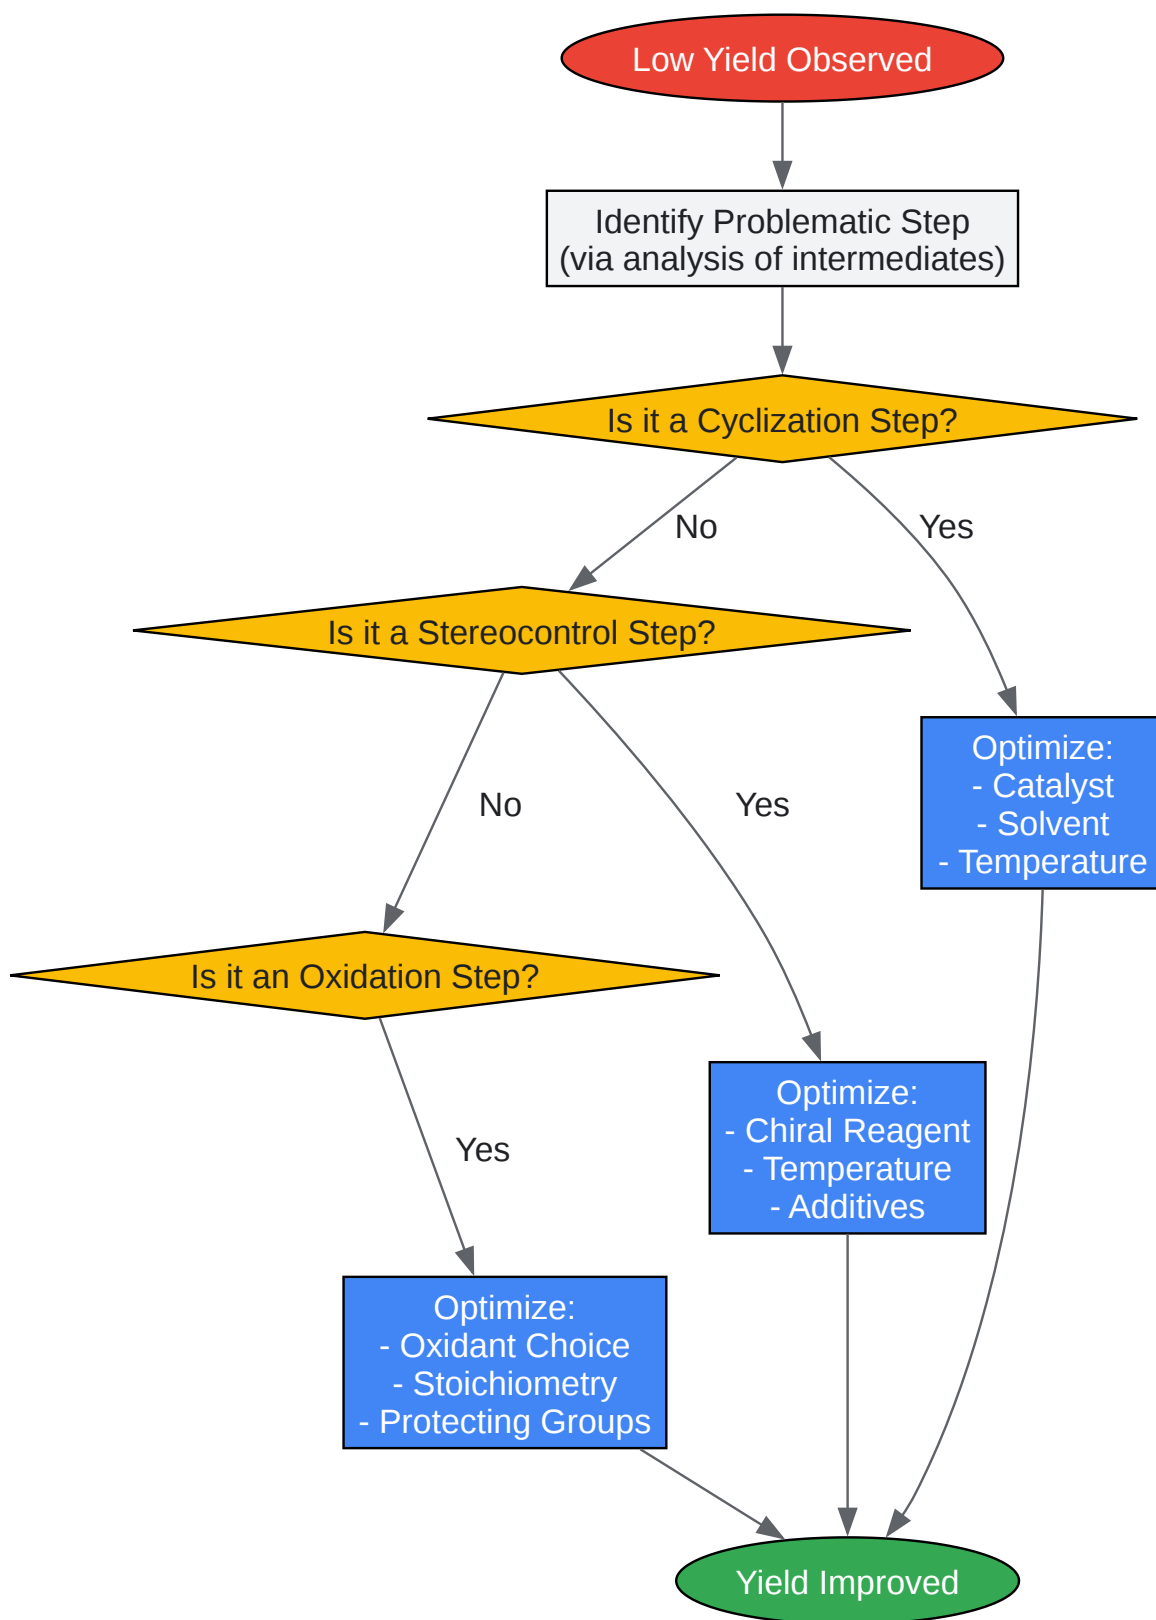 Low Yield Observed
Identify Problematic Step
(via analysis of intermediates)
Is it a Cyclization Step?
No
Yes
Is it a Stereocontrol Step?
Optimize:
- Catalyst
- Solvent
- Temperature
No
Yes
Is it an Oxidation Step?
Optimize:
- Chiral Reagent
- Temperature
- Additives
Yes
Optimize:
- Oxidant Choice
- Stoichiometry
- Protecting Groups
Yield Improved